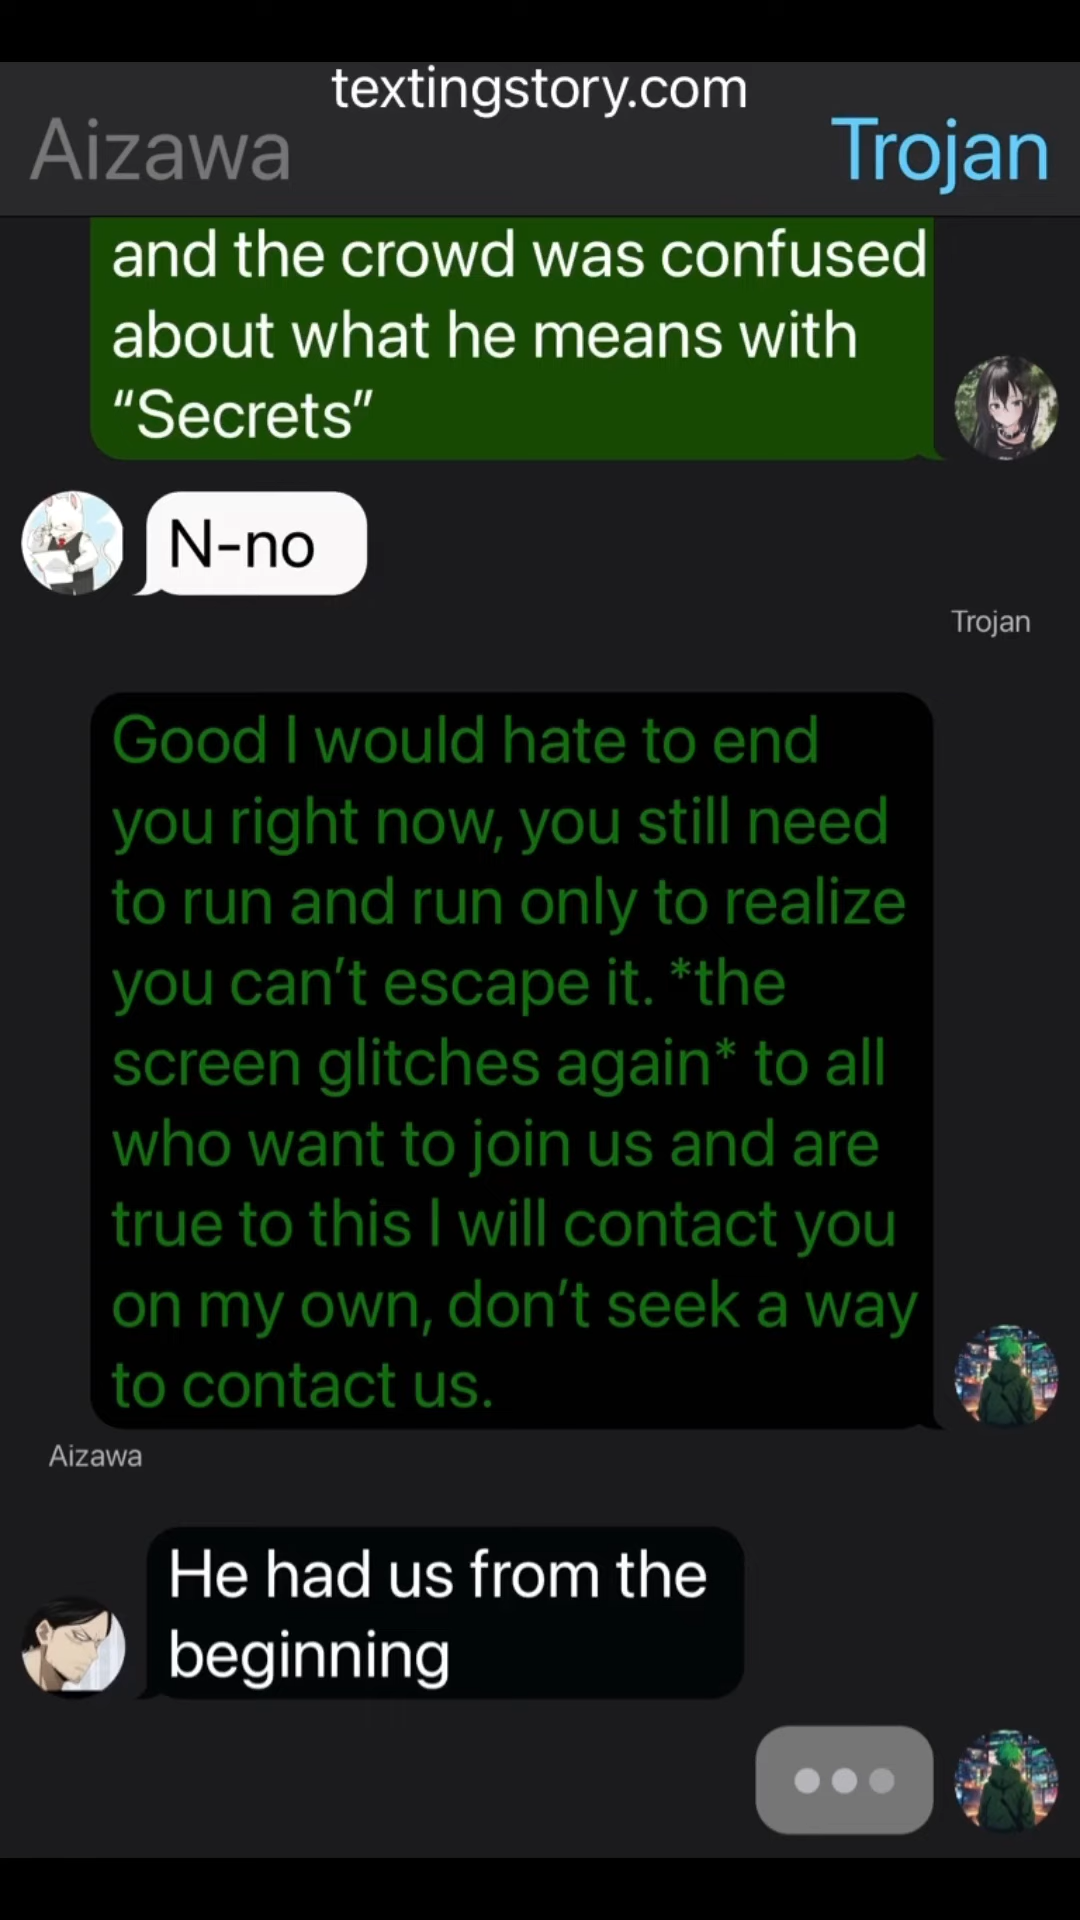 textingstory.com
Aizawa
Trojan
and the crowd was confused
about what he means with
“Secrets”
N-no
Trojan
Good I would hate to end
you right now, you still need
to run and run only to realize
you can’t escape it. *the
screen glitches again* to all
who want to join us and are
true to this I will contact you
on my own, don’t seek a way
to contact us.
Aizawa
He had us from the
beginning